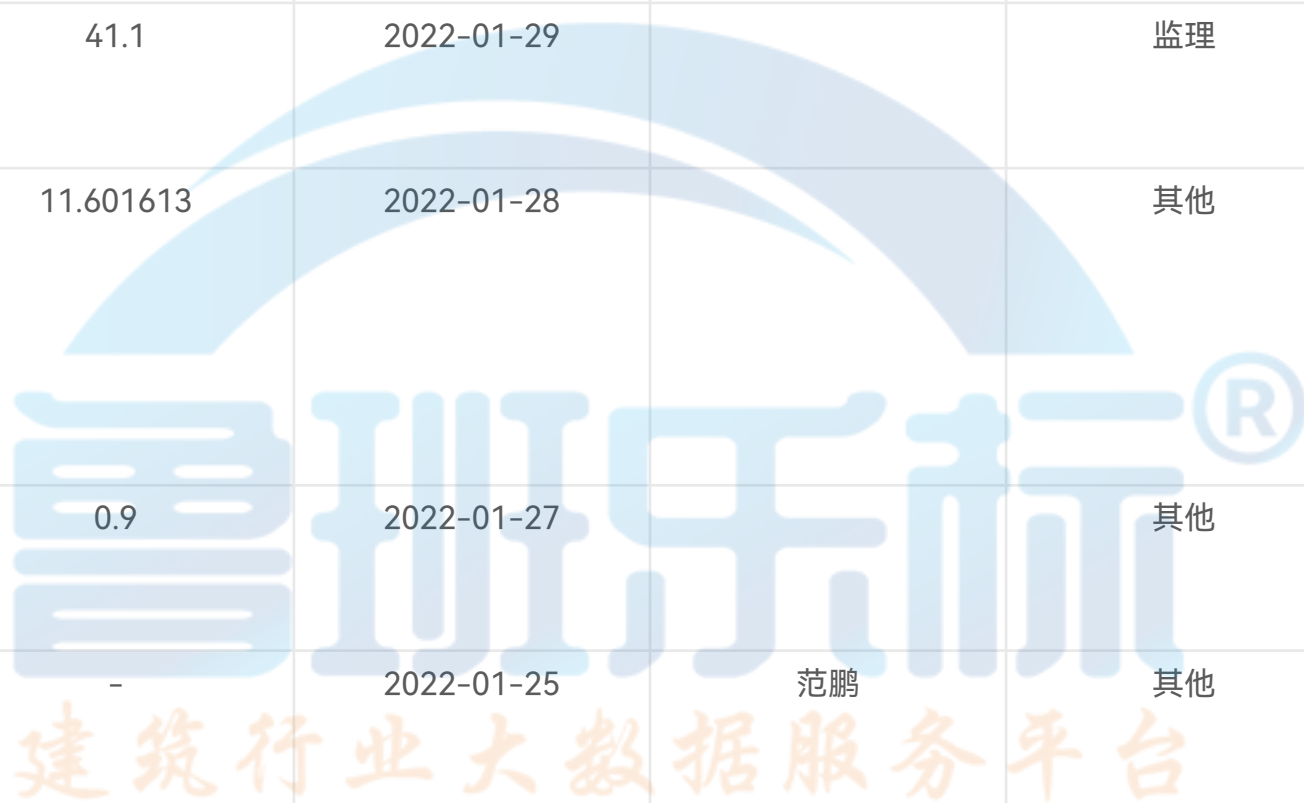 41.1 2022-01-29 监理
11.601613 2022-01-28 其他
鲁班乐标®
0.9 2022-01-27 其他
- 2022-01-25 范鹏 其他
建筑行业大数据服务平台